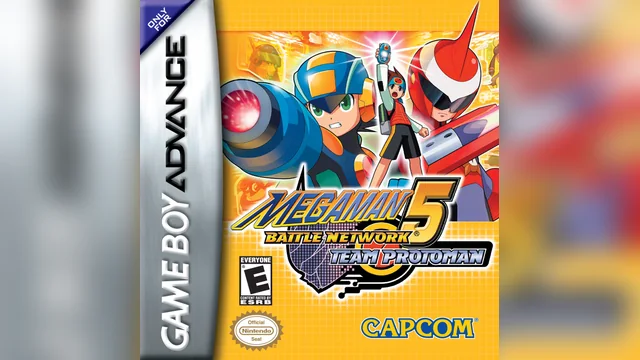 ONLY
FOR
GAME BOY ADVANCE
MEGAMAN 5
BATTLE NETWORK
TEAM PROTOMAN
EVERYONE
E
CONTENT RATED BY
ESRB
Official
Nintendo
Seal
CAPCOM